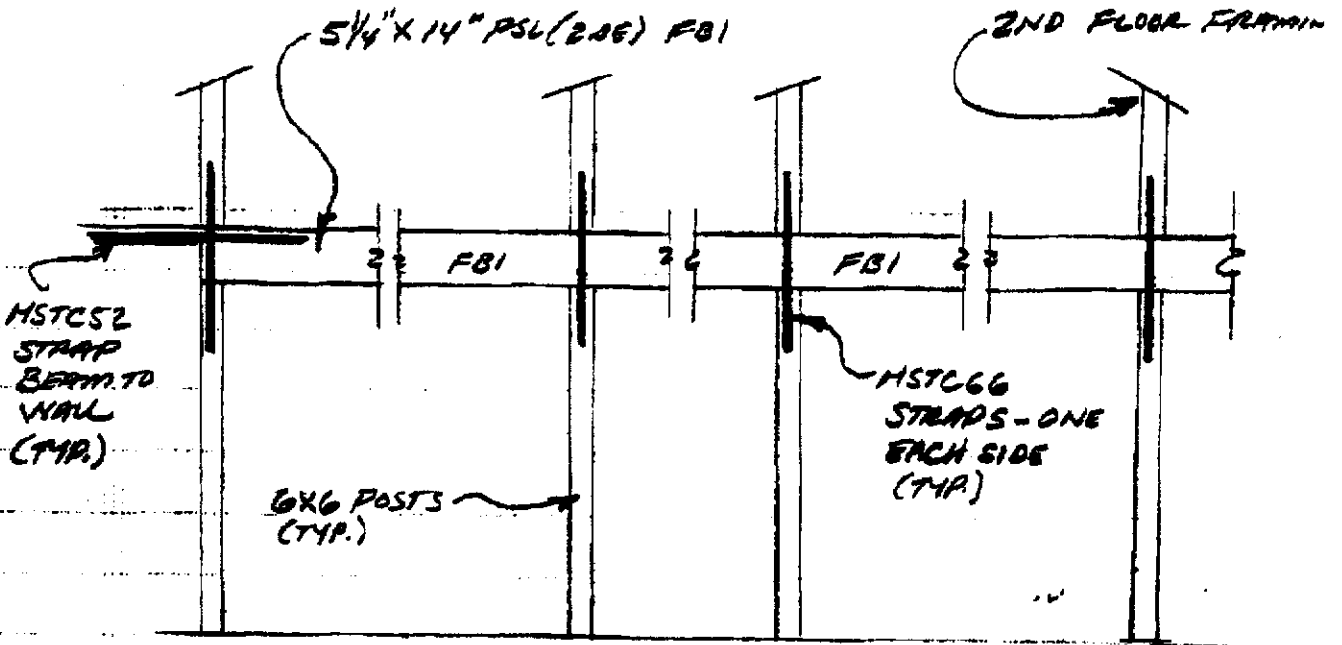 5 1/4" X 14" PSL (2.0E) FB1
2ND FLOOR FRAMIN
FB1
FB1
MSTC52
STRAP
BEAM TO
WALL
(TYP.)
MSTC66
STRAPS - ONE
EACH SIDE
(TYP.)
6X6 POSTS
(TYP.)